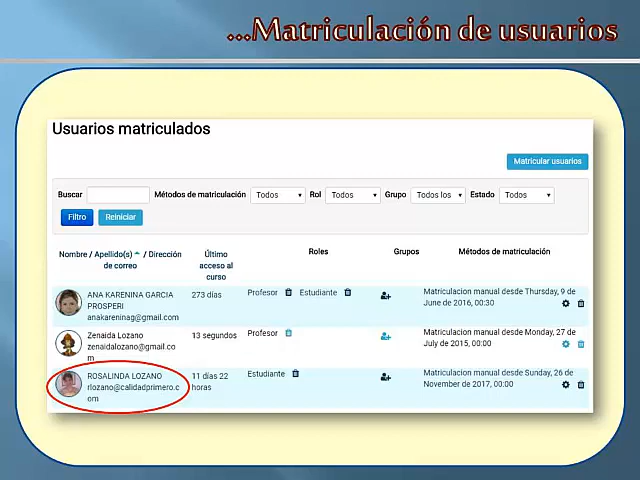 ...Matriculación de usuarios
Usuarios matriculados
Matricular usuarios
Buscar Métodos de matriculación Todos Rol Todos Grupo Todos los Estado Todos
Filtro Reiniciar
Nombre / Apellido(s) / Dirección de correo Último acceso al curso Roles Grupos Métodos de matriculación
ANA KARENINA GARCIA 273 días Profesor Estudiante Matriculacion manual desde Thursday, 9 de
PROSPERI June de 2016, 00:30
anakareninag@gmail.com
Zenaida Lozano 13 segundos Profesor Matriculacion manual desde Monday, 27 de
zenaidalozano@gmail.co July de 2015, 00:00
m
ROSALINDA LOZANO 11 días 22 Estudiante Matriculacion manual desde Sunday, 26 de
rlozano@calidadprimero.c horas November de 2017, 00:00
om